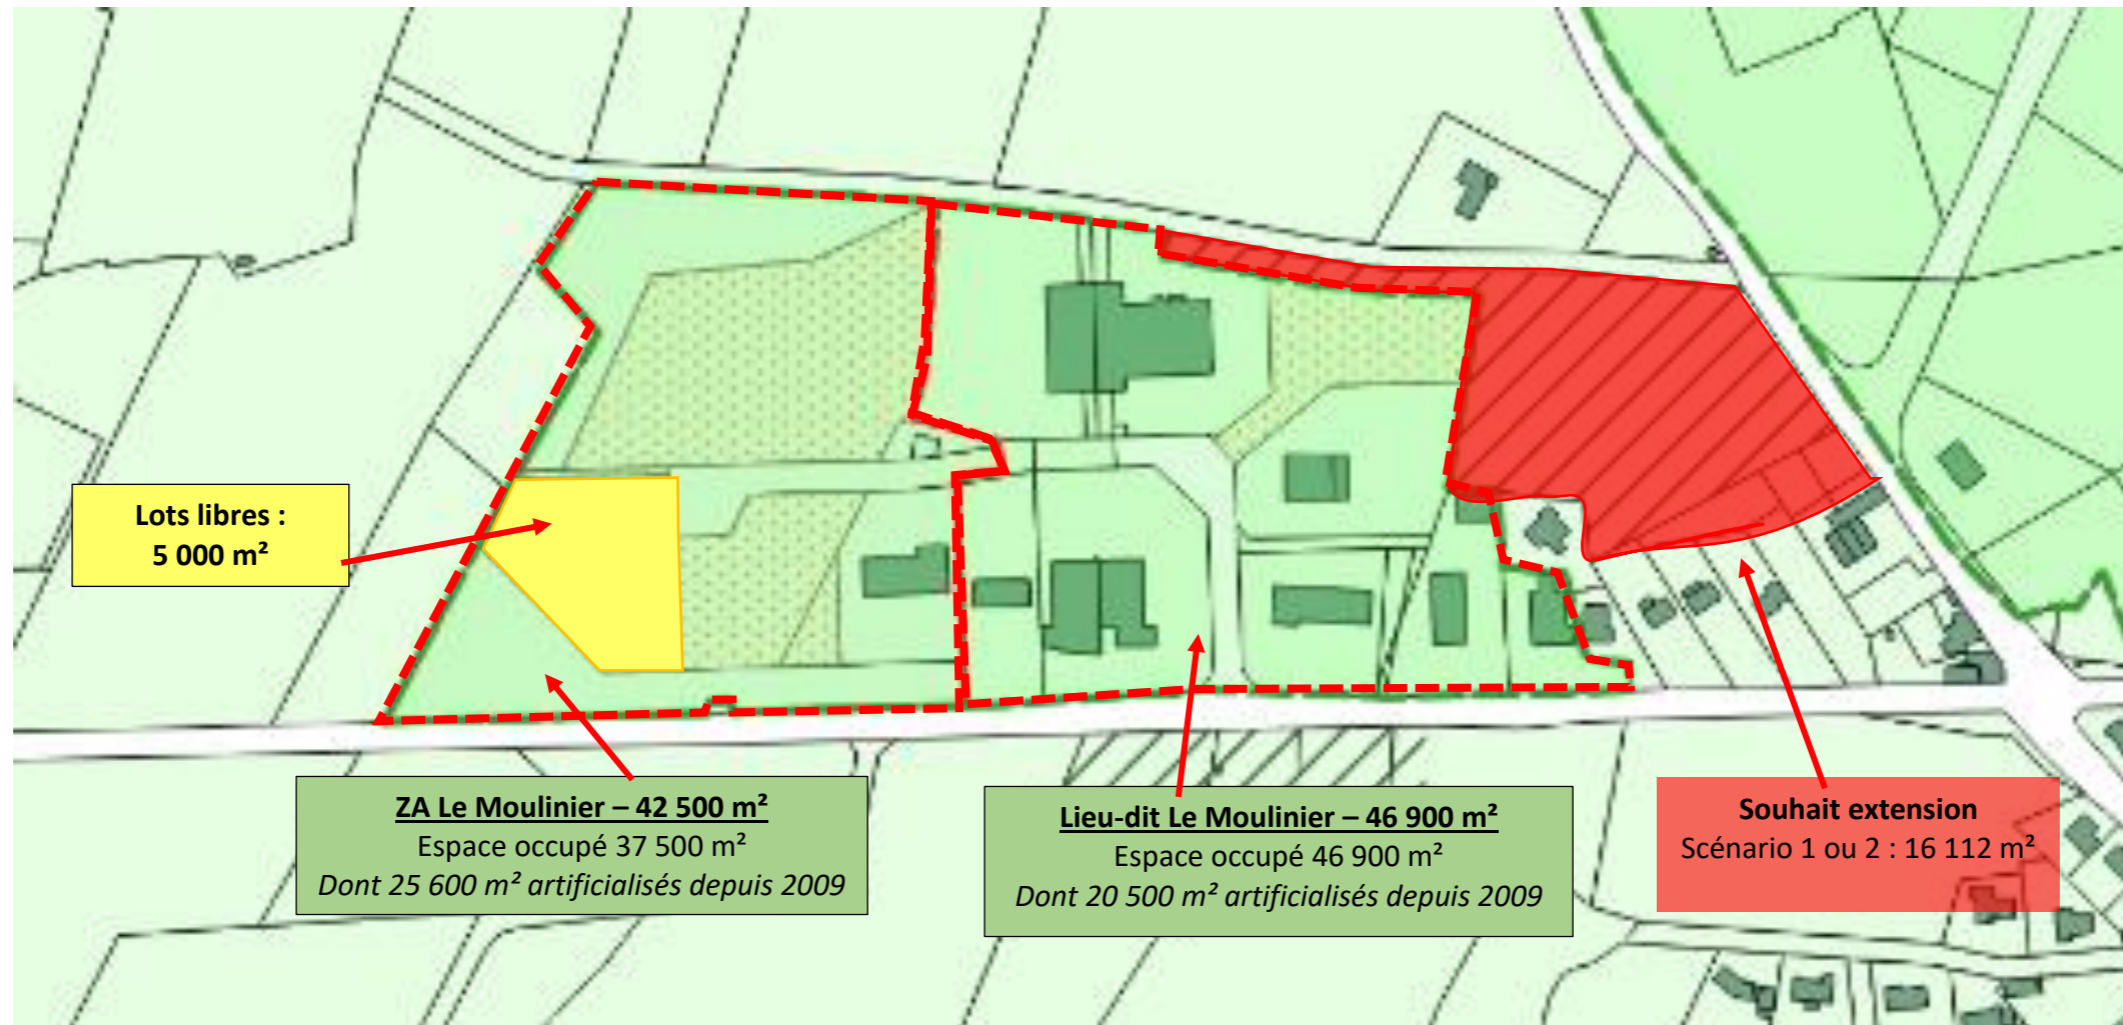 Lots libres :
5 000 m²
ZA Le Moulinier – 42 500 m²
Espace occupé 37 500 m²
Dont 25 600 m² artificialisés depuis 2009
Lieu-dit Le Moulinier – 46 900 m²
Espace occupé 46 900 m²
Dont 20 500 m² artificialisés depuis 2009
Souhait extension
Scénario 1 ou 2 : 16 112 m²